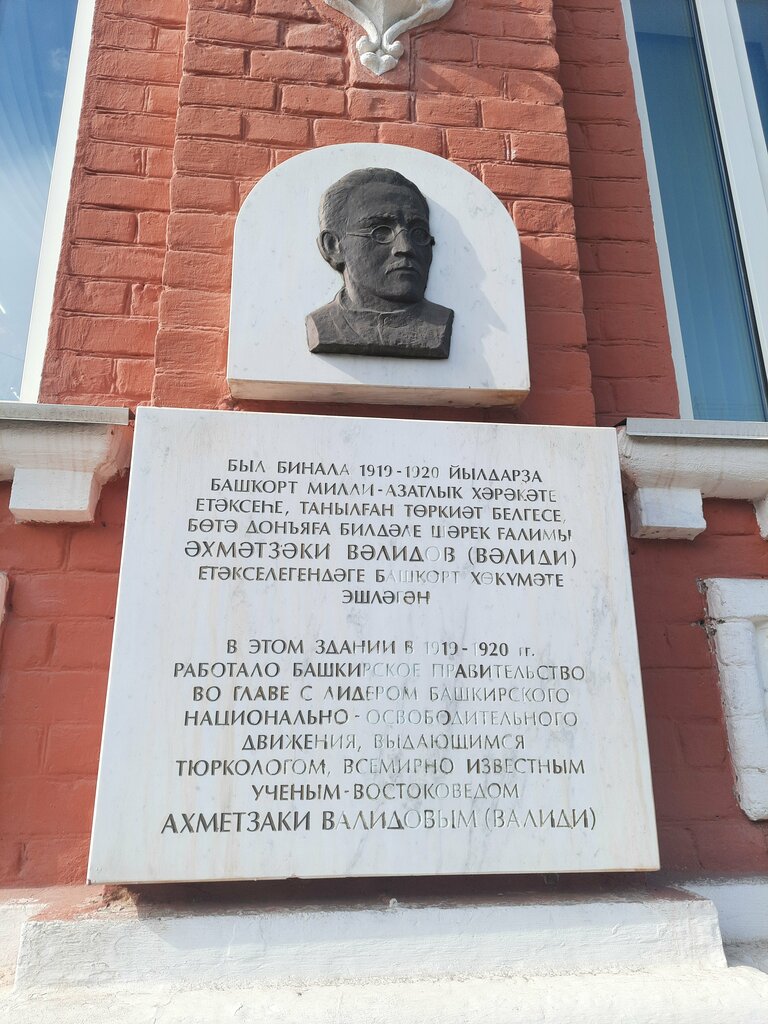 БЫЛ БИНАЛА 1919-1920 ЙЫЛДАРҘА
БАШҠОРТ МИЛЛИ-АЗАТЛЫҠ ХӘРӘКӘТЕ
ЕТӘКСЕҺЕ, ТАНЫЛҒАН ТӨРКИӘТ БЕЛГЕСЕ,
БӨТӘ ДОНЪЯҒА БИЛДӘЛЕ ШӘРЕҠ ҒАЛИМЫ
ӘХМӘТЗӘКИ ВӘЛИДОВ (ВӘЛИДИ)
ЕТӘКСЕЛЕГЕНДӘГЕ БАШҠОРТ ХӨКҮМӘТЕ
ЭШЛӘГӘН
В ЭТОМ ЗДАНИИ В 1919-1920 гг.
РАБОТАЛО БАШКИРСКОЕ ПРАВИТЕЛЬСТВО
ВО ГЛАВЕ С ЛИДЕРОМ БАШКИРСКОГО
НАЦИОНАЛЬНО-ОСВОБОДИТЕЛЬНОГО
ДВИЖЕНИЯ, ВЫДАЮЩИМСЯ
ТЮРКОЛОГОМ, ВСЕМИРНО ИЗВЕСТНЫМ
УЧЕНЫМ-ВОСТОКОВЕДОМ
АХМЕТЗАКИ ВАЛИДОВЫМ (ВАЛИДИ)